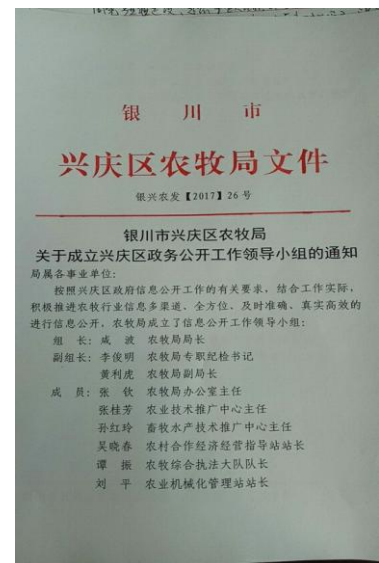 银川市
兴庆区农牧局文件
银兴农发【2017】26号
银川市兴庆区农牧局
关于成立兴庆区政务公开工作领导小组的通知
局属各事业单位：
按照兴庆区政府信息公开工作的有关要求，结合工作实际，
积极推进农牧行业信息多渠道、全方位、及时准确、真实高效的
进行信息公开，农牧局成立了信息公开工作领导小组：
组 长：咸 波 农牧局局长
副组长：李俊明 农牧局专职纪检书记
黄利虎 农牧局副局长
成 员：张 钦 农牧局办公室主任
张桂芳 农业技术推广中心主任
孙红玲 畜牧水产技术推广中心主任
吴晓春 农村合作经济经营指导站站长
谭 振 农牧综合执法大队队长
刘 平 农业机械化管理站站长